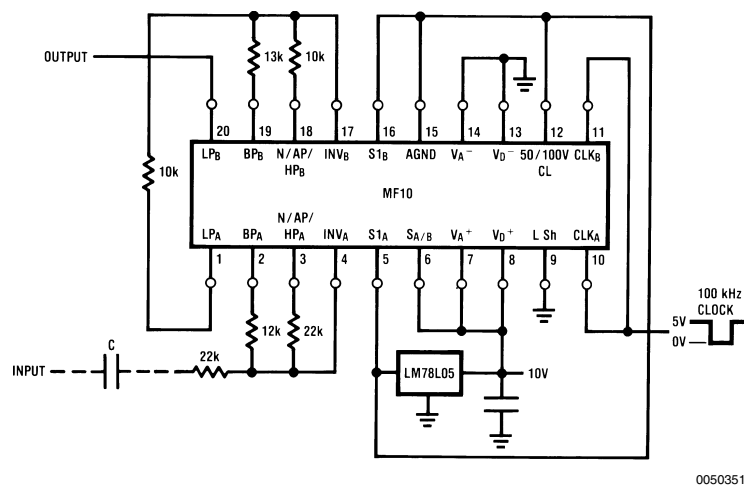 13k 10k
OUTPUT
20 19 18 17 16 15 14 13 12 11
LPB BPB N/AP/ INVB S1B AGND VA− VD− 50/100V CLKB
HPB CL
10k
MF10
N/AP/
LPA BPA HPA INVA S1A SA/B VA+ VD+ L Sh CLKA
1 2 3 4 5 6 7 8 9 10
100 kHz
CLOCK
5V
0V
12k 22k
C
22k
INPUT
LM78L05
10V
0050351